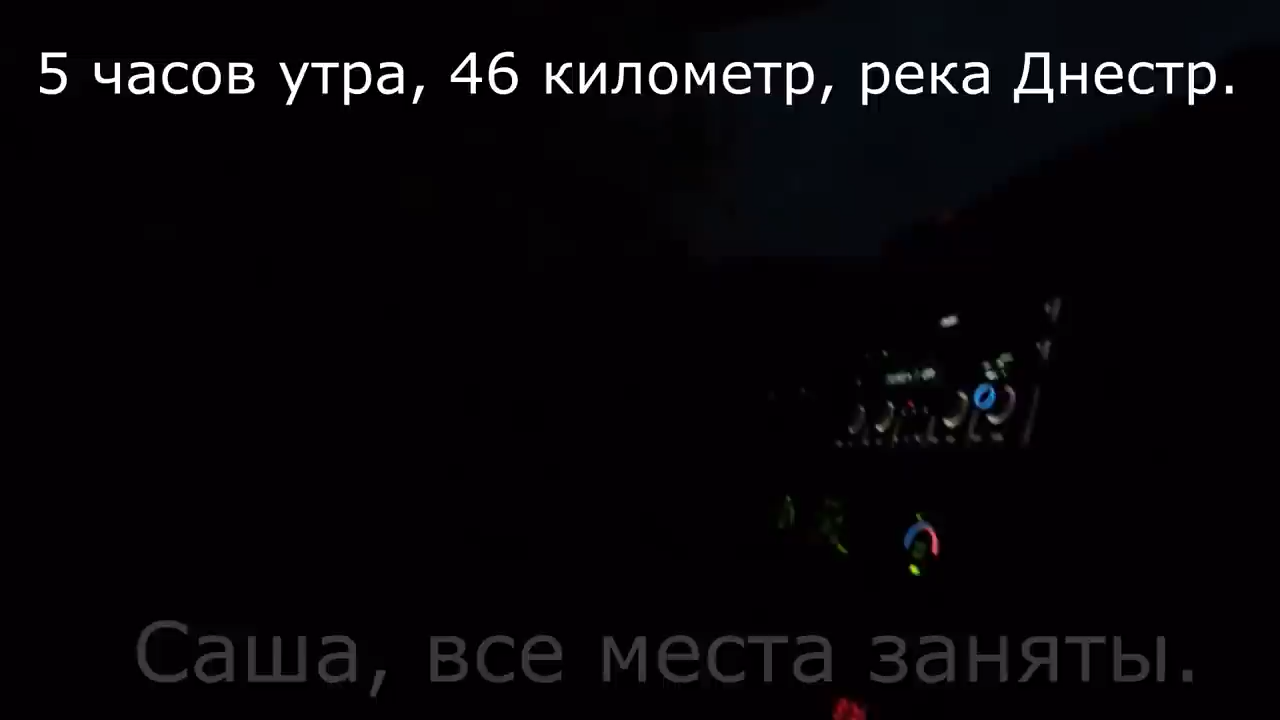 5 часов утра, 46 километр, река Днестр.
Саша, все места заняты.